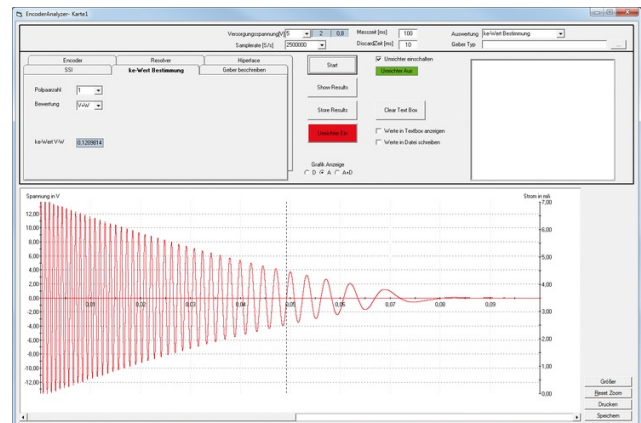 EncoderAnalyzer- Karte1
Versorgungsspannung[V] 5 2 0.8 Messzeit [ms] 100 Auswertung ke-Wert Bestimmung
Samplerate [S/s] 2500000 DiscardZeit [ms] 10 Geber Typ ...
Encoder Resolver Hiperface
SSI ke-Wert Bestimmung Geber beschreiben
Polpaarzahl 1
Bewertung V-W
ke-Wert V-W 0,1209814
Start
Umrichter einschalten
Umrichter Aus
Show Results
Store Results
Clear Text Box
Umrichter Ein
Werte in Textbox anzeigen
Werte in Datei schreiben
Grafik Anzeige
D A A+D
Spannung in V
Strom in mA
12,00
10,00
8,00
6,00
4,00
2,00
0,00
-2,00
-4,00
-6,00
-8,00
-10,00
-12,00
0,01 0,02 0,03 0,04 0,05 0,06 0,07 0,08 0,09
7,00
6,00
5,00
4,00
3,00
2,00
1,00
0,00
Größer
Reset Zoom
Drucken
Speichern